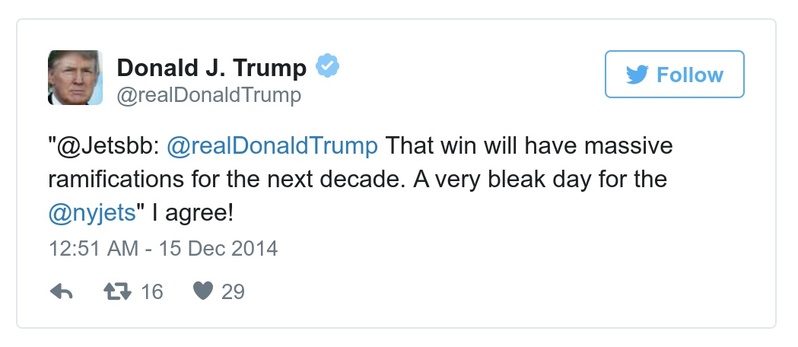 Donald J. Trump
@realDonaldTrump
Follow
"@Jetsbb: @realDonaldTrump That win will have massive
ramifications for the next decade. A very bleak day for the
@nyjets" I agree!
12:51 AM - 15 Dec 2014
16 29